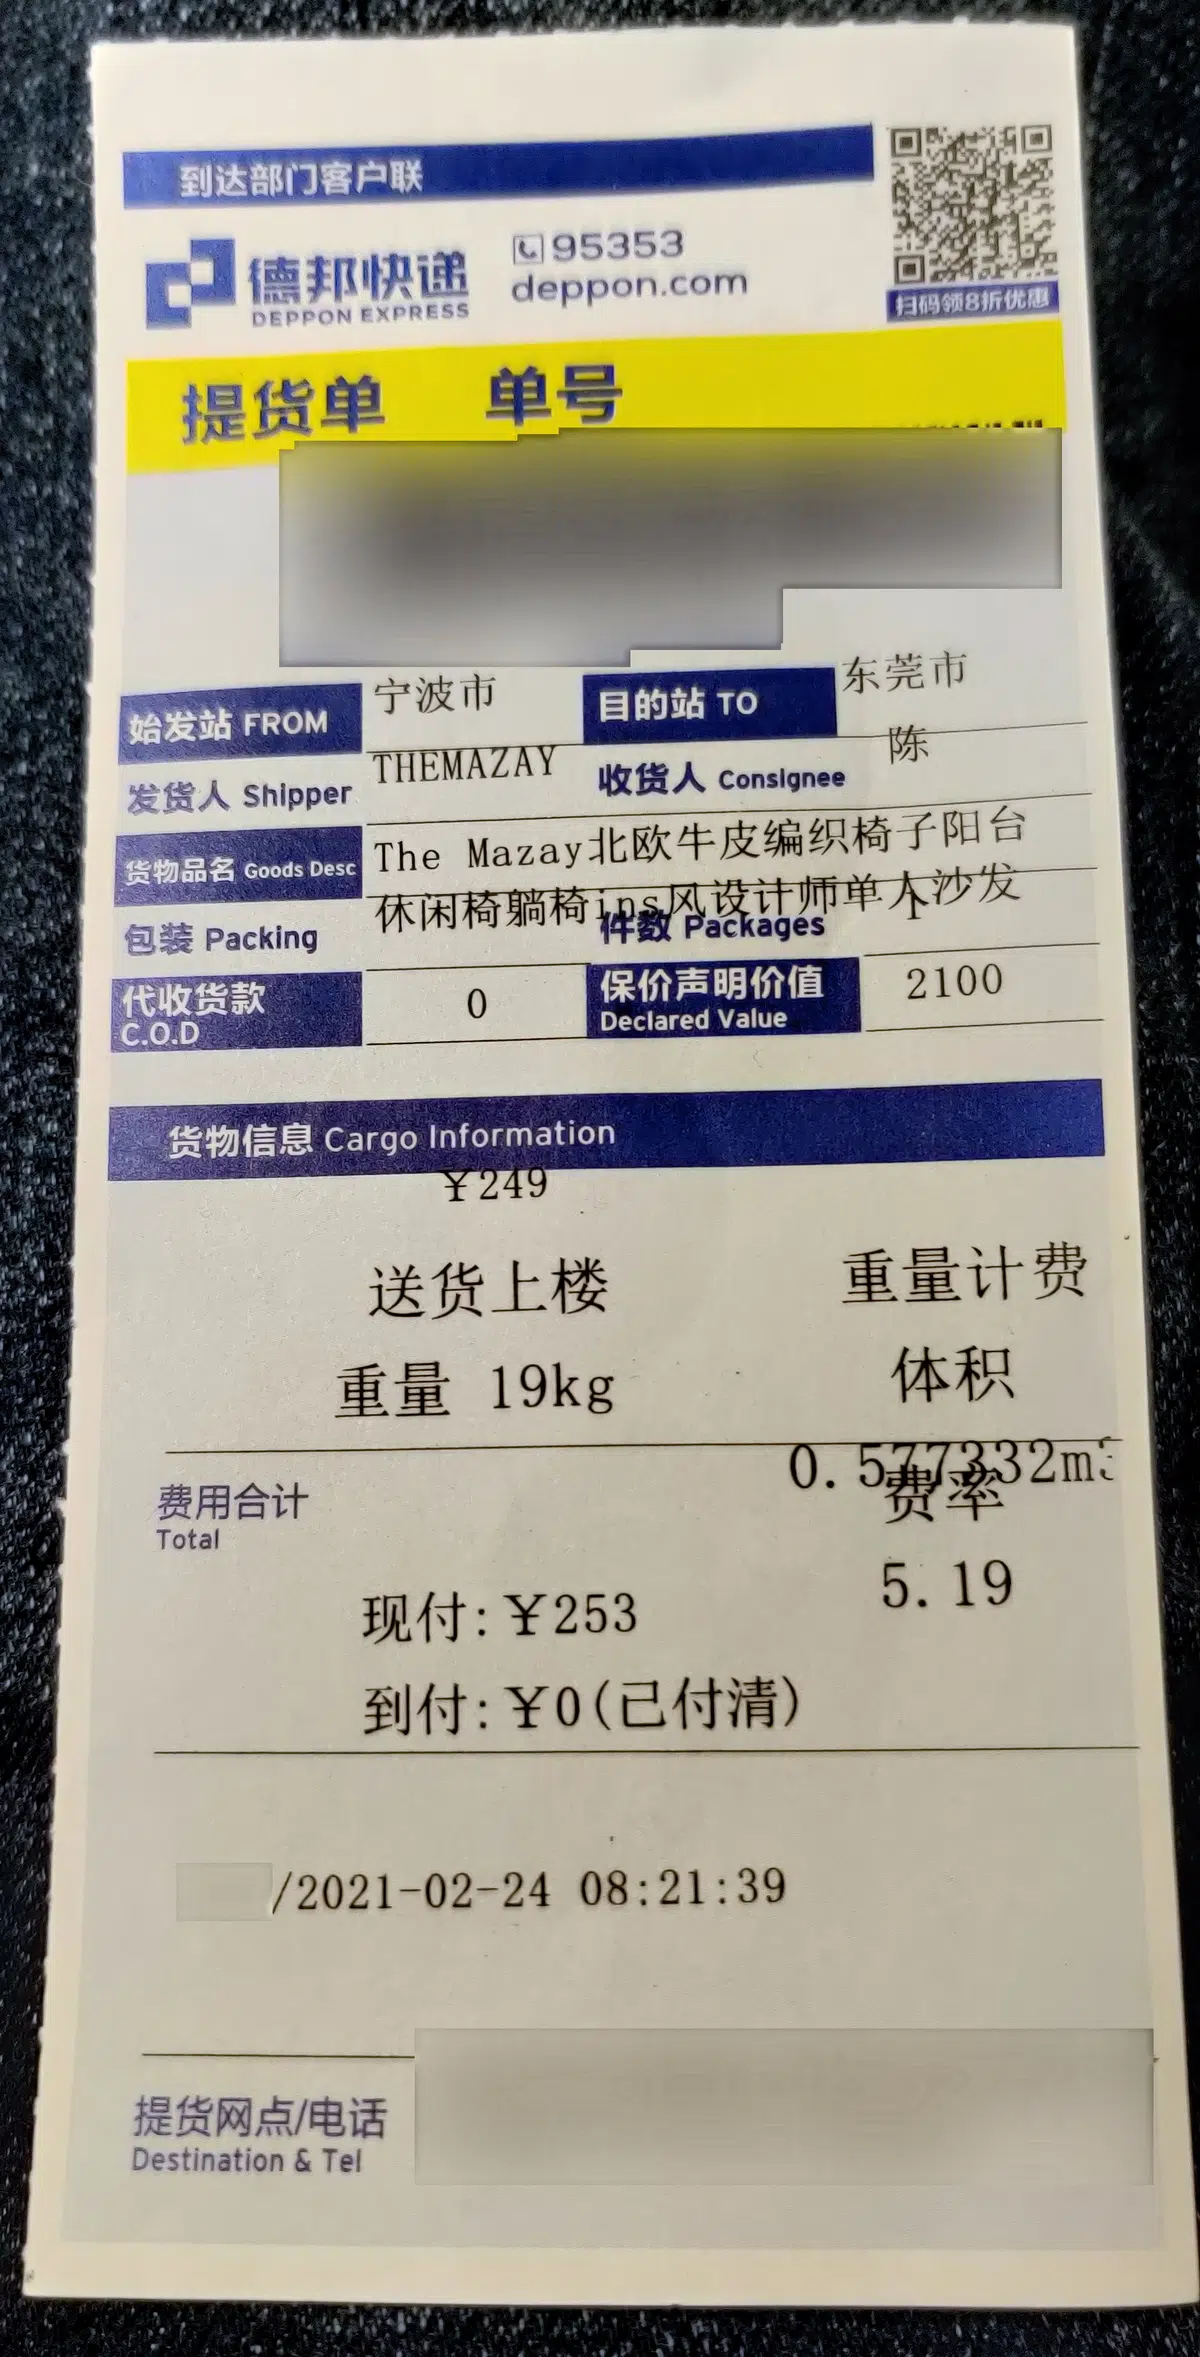 到达部门客户联
德邦快递
DEPPON EXPRESS
95353
deppon.com
扫码领8折优惠
提货单 单号
始发站 FROM 宁波市 目的站 TO 东莞市
发货人 Shipper THEMAZAY 收货人 Consignee 陈
货物品名 Goods Desc The Mazay北欧牛皮编织椅子阳台
休闲椅躺椅ins风设计师单人沙发
包装 Packing 件数 Packages 1
代收货款 C.O.D 0 保价声明价值 Declared Value 2100
货物信息 Cargo Information
¥249
送货上楼 重量计费
重量 19kg 体积
0.577332m3
费用合计 费率
Total
现付:¥253 5.19
到付:¥0(已付清)
/2021-02-24 08:21:39
提货网点/电话
Destination & Tel